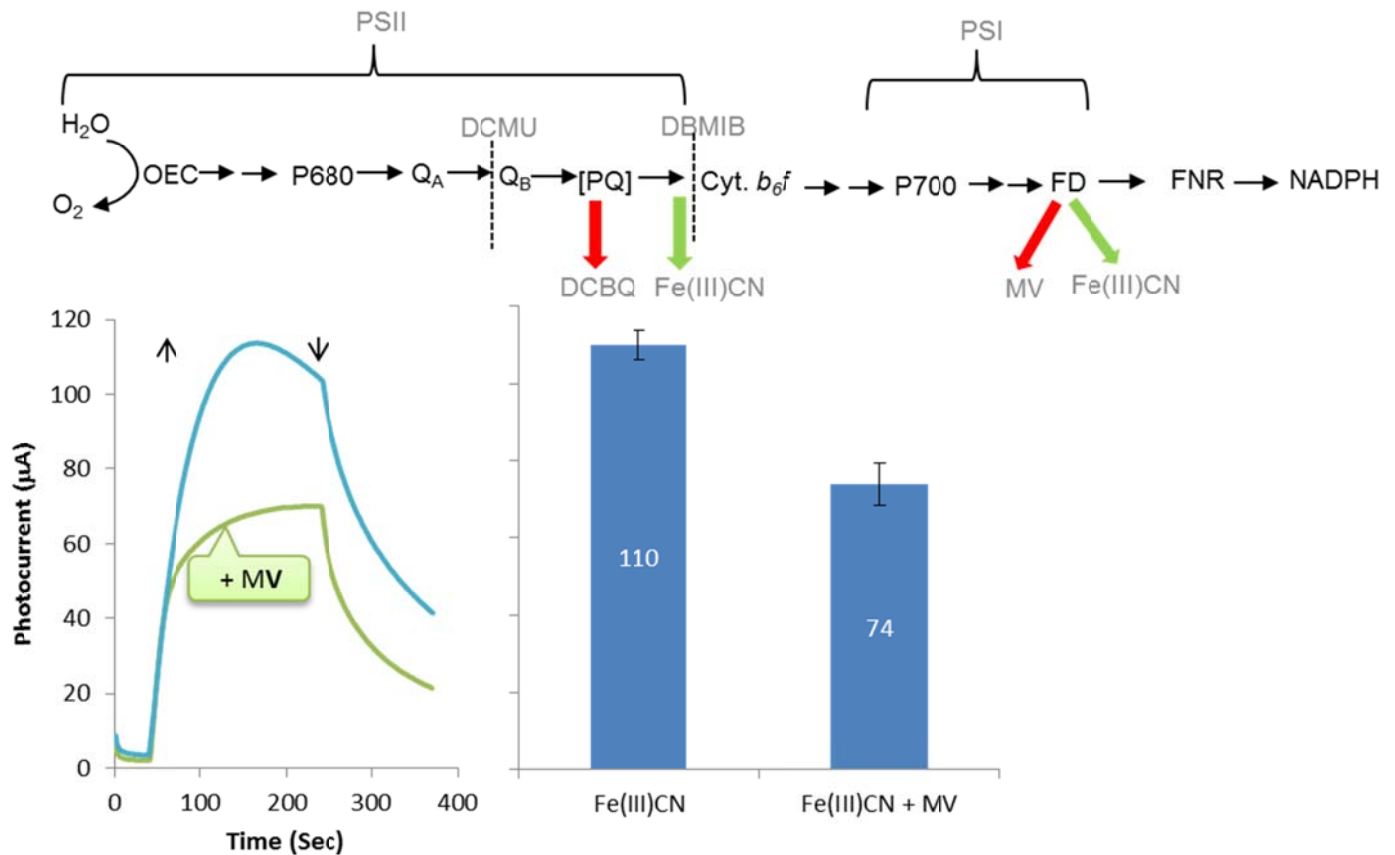 PSII
PSI
H₂O
DCMU
DBMIB
OEC P680 Q_A Q_B [PQ] Cyt. b₆f P700 FD FNR NADPH
O₂
DCBQ Fe(III)CN
MV Fe(III)CN
120
100
80
60
40
20
0
Photocurrent (µA)
+ MV
0 100 200 300 400
Time (Sec)
110
74
Fe(III)CN Fe(III)CN + MV